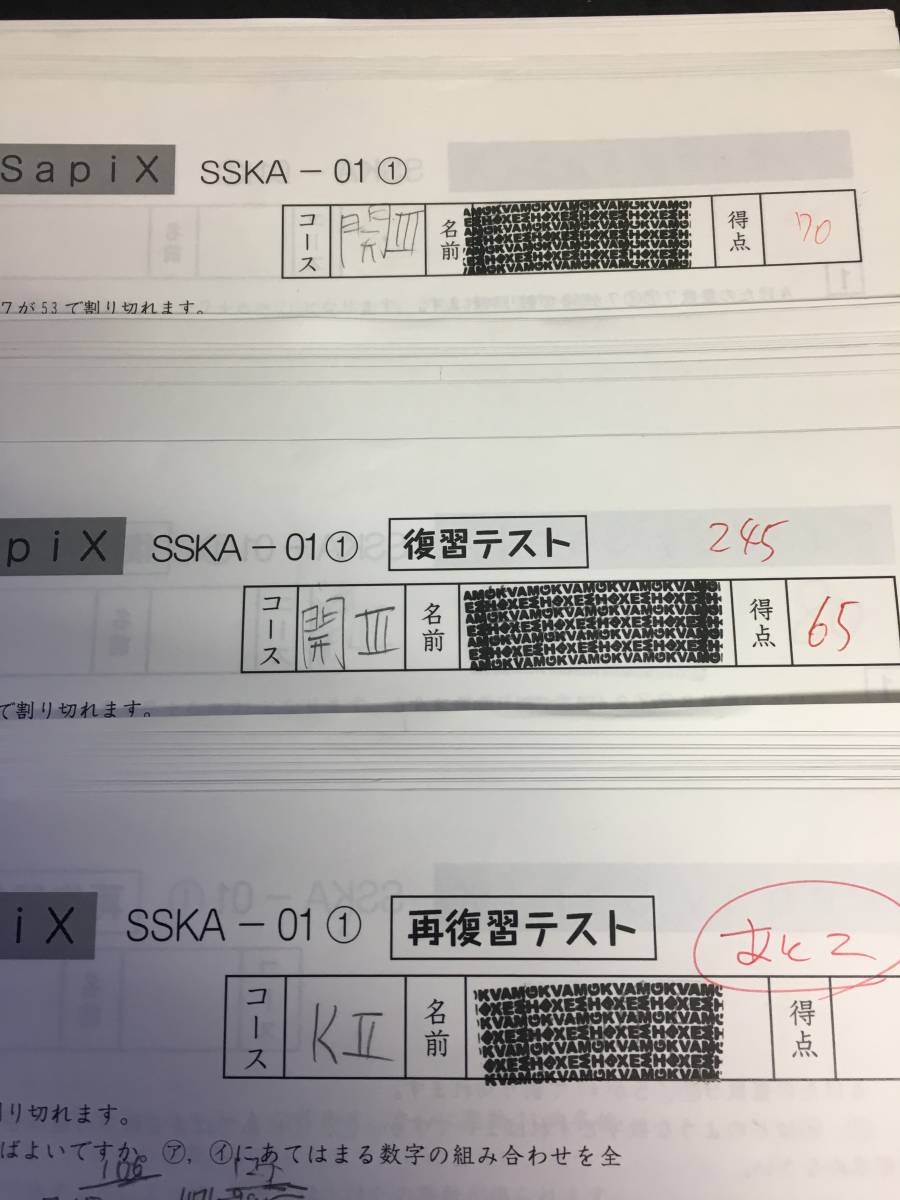 SapiX SSKA－01①
コース 開Ⅲ 名前 得点 70
7が53で割り切れます。
piX SSKA－01① 復習テスト 245
コース 開Ⅲ 名前 得点 65
で割り切れます。
iX SSKA－01① 再復習テスト あと2
コース KⅡ 名前 得点
割り切れます。
ばよいですか。㋐，㋑にあてはまる数字の組み合わせを全
106